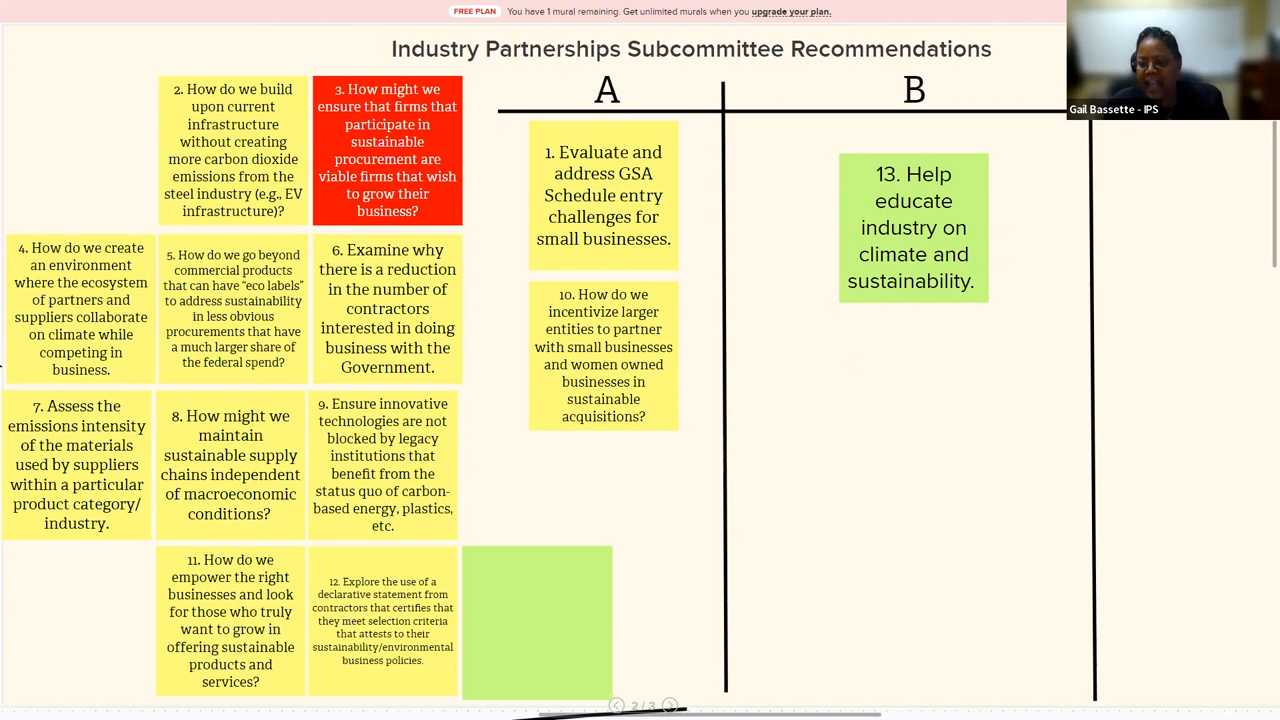 FREE PLAN You have 1 mural remaining. Get unlimited murals when you upgrade your plan.
Industry Partnerships Subcommittee Recommendations
Gail Bassette - IPS
2. How do we build
upon current
infrastructure
without creating
more carbon dioxide
emissions from the
steel industry (e.g., EV
infrastructure)?
3. How might we
ensure that firms that
participate in
sustainable
procurement are
viable firms that wish
to grow their
business?
A
B
1. Evaluate and
address GSA
Schedule entry
challenges for
small businesses.
13. Help
educate
industry on
climate and
sustainability.
4. How do we create
an environment
where the ecosystem
of partners and
suppliers collaborate
on climate while
competing in
business.
5. How do we go beyond
commercial products
that can have “eco labels”
to address sustainability
in less obvious
procurements that have
a much larger share of
the federal spend?
6. Examine why
there is a reduction
in the number of
contractors
interested in doing
business with the
Government.
10. How do we
incentivize larger
entities to partner
with small businesses
and women owned
businesses in
sustainable
acquisitions?
7. Assess the
emissions intensity
of the materials
used by suppliers
within a particular
product category/
industry.
8. How might we
maintain
sustainable supply
chains independent
of macroeconomic
conditions?
9. Ensure innovative
technologies are not
blocked by legacy
institutions that
benefit from the
status quo of carbon-
based energy, plastics,
etc.
11. How do we
empower the right
businesses and look
for those who truly
want to grow in
offering sustainable
products and
services?
12. Explore the use of a
declarative statement from
contractors that certifies that
they meet selection criteria
that attests to their
sustainability/environmental
business policies.
2/3